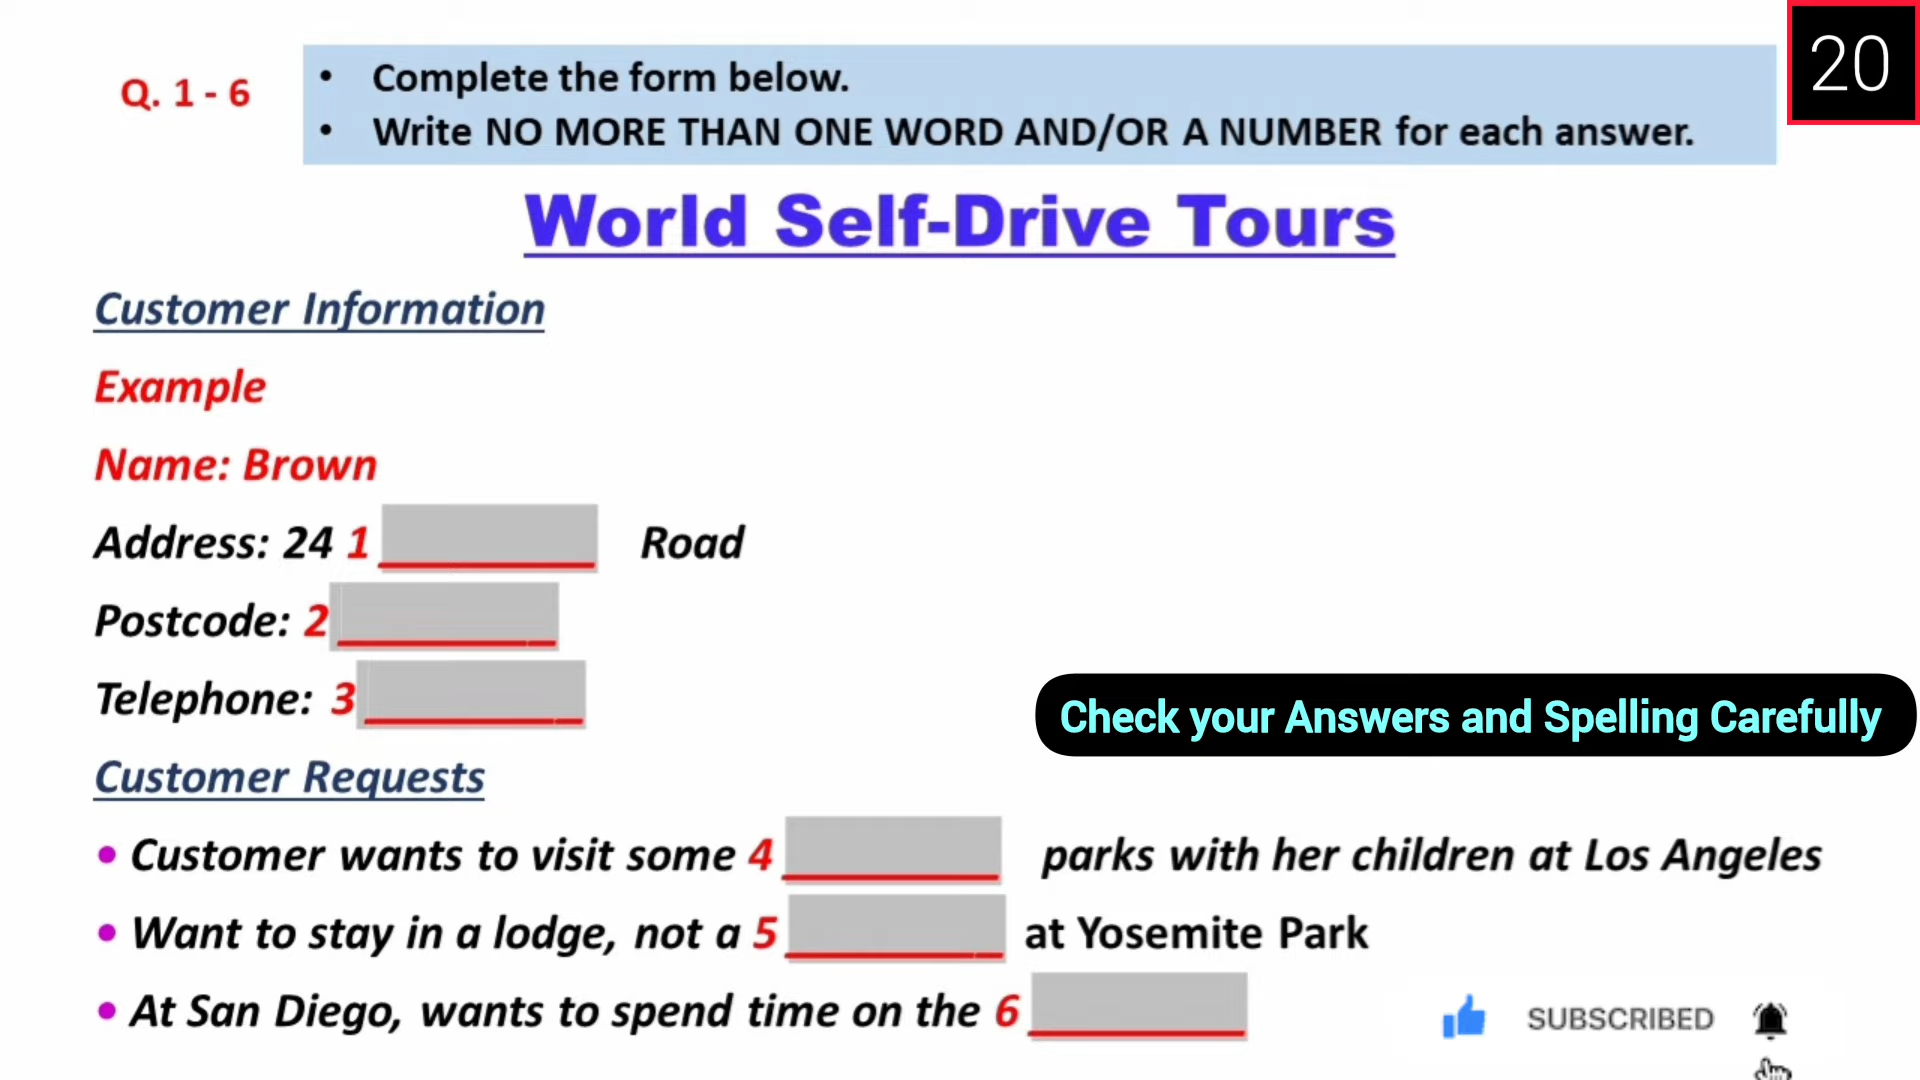 Q. 1 - 6
• Complete the form below.
• Write NO MORE THAN ONE WORD AND/OR A NUMBER for each answer.
20
World Self-Drive Tours
Customer Information
Example
Name: Brown
Address: 24 1 Road
Postcode: 2
Telephone: 3
Check your Answers and Spelling Carefully
Customer Requests
• Customer wants to visit some 4 parks with her children at Los Angeles
• Want to stay in a lodge, not a 5 at Yosemite Park
• At San Diego, wants to spend time on the 6
SUBSCRIBED